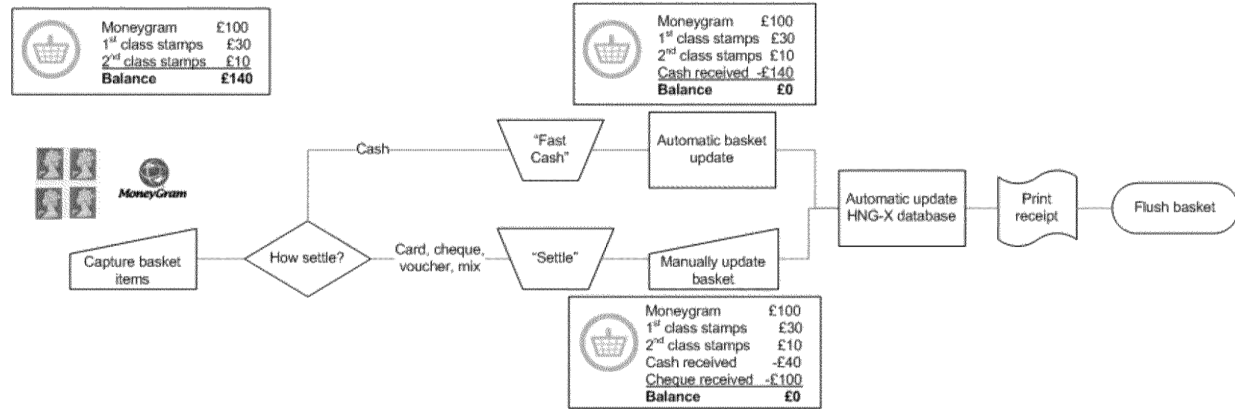 Moneygram £100
1st class stamps £30
2nd class stamps £10
Balance £140
Moneygram £100
1st class stamps £30
2nd class stamps £10
Cash received -£140
Balance £0
MoneyGram
Capture basket
items
How settle?
Cash
"Fast
Cash"
Automatic basket
update
Card, cheque,
voucher, mix
"Settle"
Manually update
basket
Automatic update
HNG-X database
Print
receipt
Flush basket
Moneygram £100
1st class stamps £30
2nd class stamps £10
Cash received -£40
Cheque received -£100
Balance £0